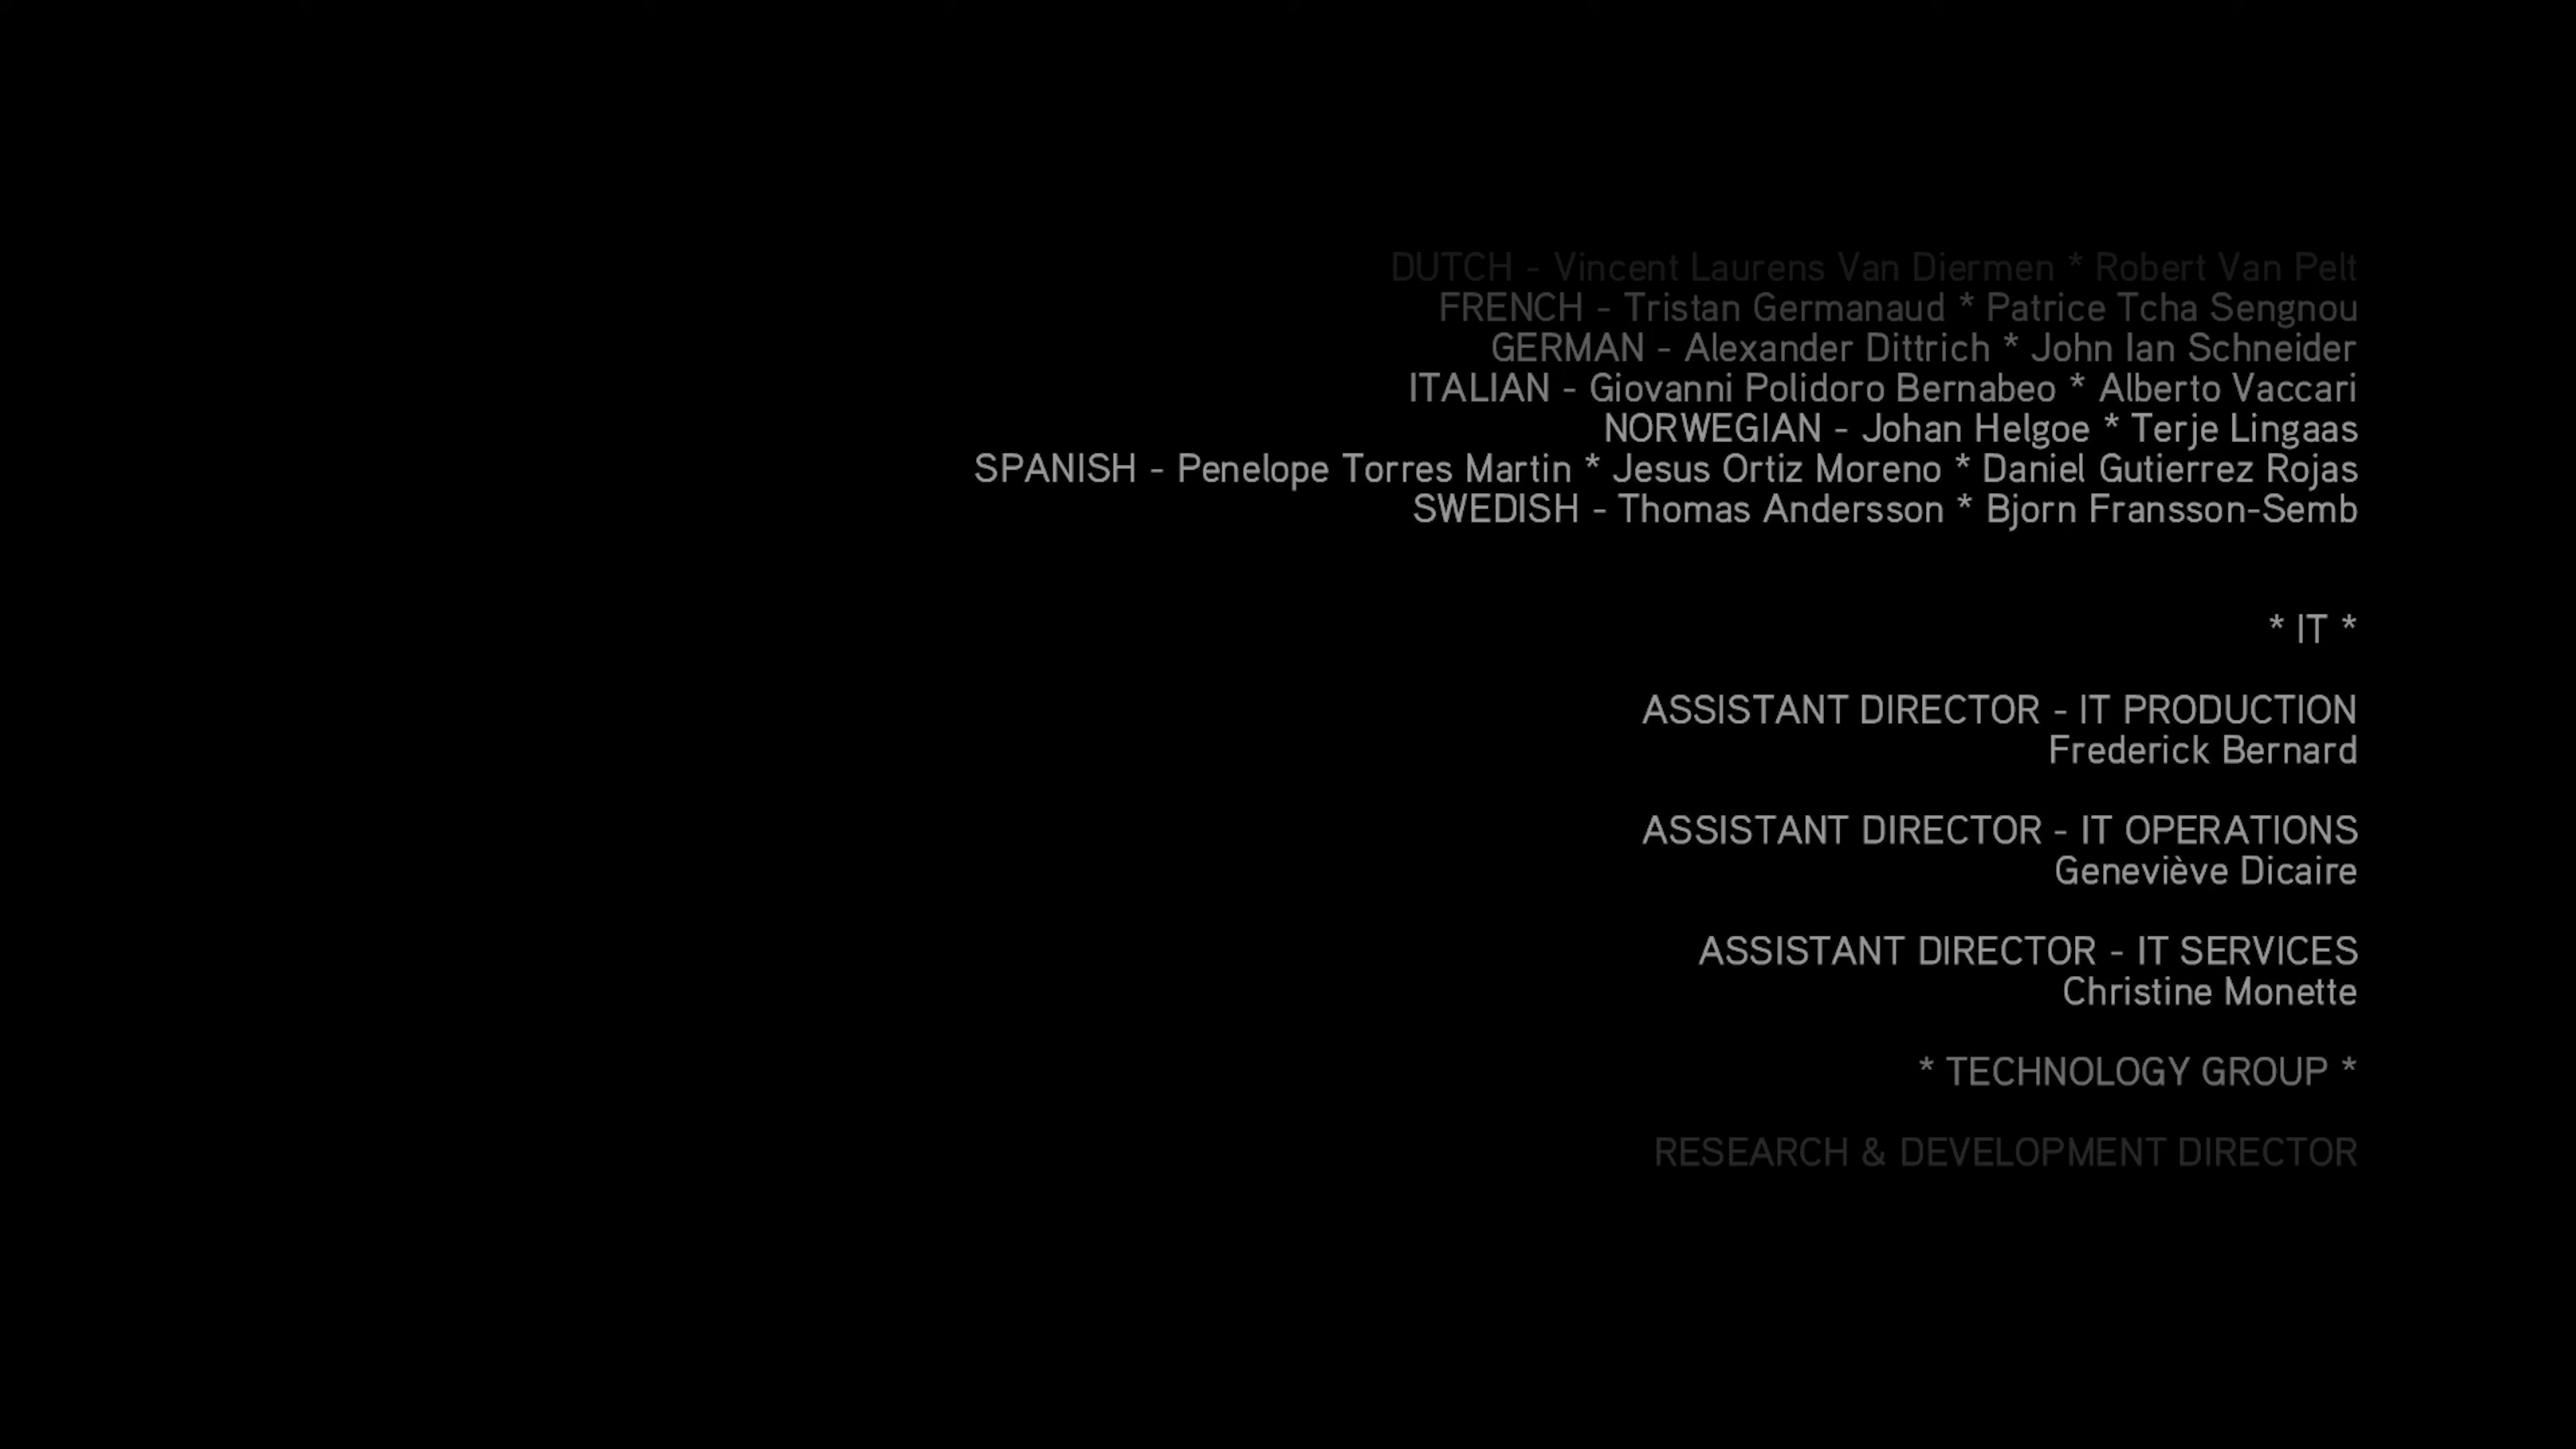 DUTCH - Vincent Laurens Van Diermen * Robert Van Pelt
FRENCH - Tristan Germanaud * Patrice Tcha Sengnou
GERMAN - Alexander Dittrich * John Ian Schneider
ITALIAN - Giovanni Polidoro Bernabeo * Alberto Vaccari
NORWEGIAN - Johan Helgoe * Terje Lingaas
SPANISH - Penelope Torres Martin * Jesus Ortiz Moreno * Daniel Gutierrez Rojas
SWEDISH - Thomas Andersson * Bjorn Fransson-Semb
* IT *
ASSISTANT DIRECTOR - IT PRODUCTION
Frederick Bernard
ASSISTANT DIRECTOR - IT OPERATIONS
Geneviève Dicaire
ASSISTANT DIRECTOR - IT SERVICES
Christine Monette
* TECHNOLOGY GROUP *
RESEARCH & DEVELOPMENT DIRECTOR